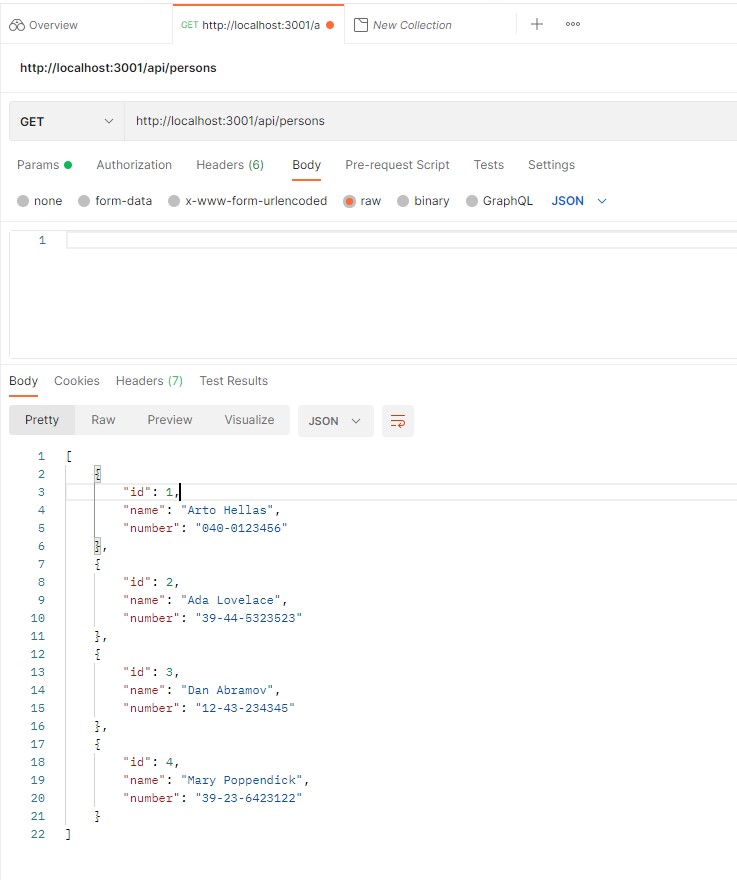 Overview GET http://localhost:3001/a New Collection + ooo
http://localhost:3001/api/persons
GET http://localhost:3001/api/persons
Params Authorization Headers (6) Body Pre-request Script Tests Settings
none form-data x-www-form-urlencoded raw binary GraphQL JSON
1
Body Cookies Headers (7) Test Results
Pretty Raw Preview Visualize JSON
1 [
2 {
3 "id": 1,
4 "name": "Arto Hellas",
5 "number": "040-0123456"
6 },
7 {
8 "id": 2,
9 "name": "Ada Lovelace",
10 "number": "39-44-5323523"
11 },
12 {
13 "id": 3,
14 "name": "Dan Abramov",
15 "number": "12-43-234345"
16 },
17 {
18 "id": 4,
19 "name": "Mary Poppendick",
20 "number": "39-23-6423122"
21 }
22 ]